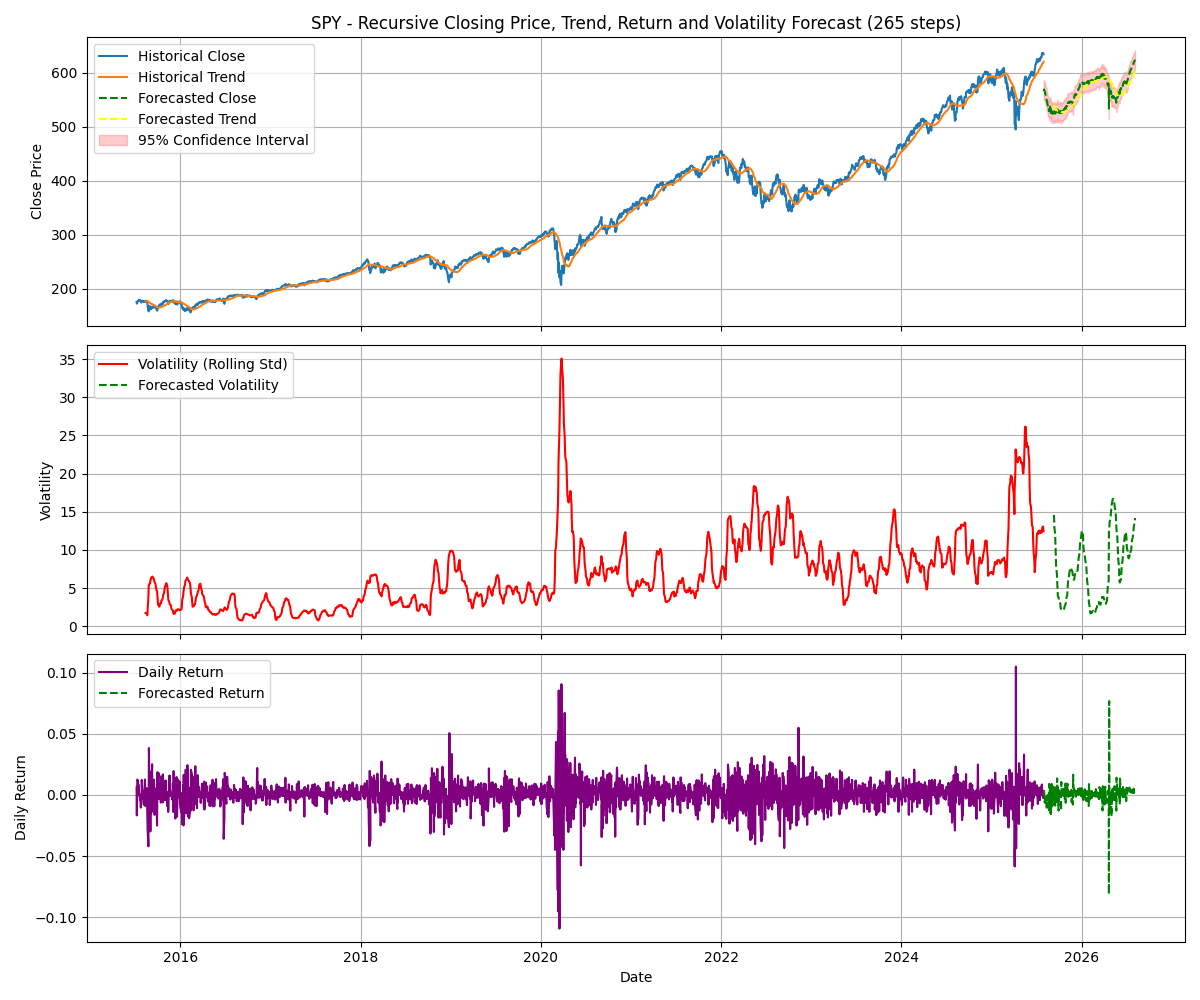 SPY - Recursive Closing Price, Trend, Return and Volatility Forecast (265 steps)
Historical Close
Historical Trend
Forecasted Close
Forecasted Trend
95% Confidence Interval
Close Price
600
500
400
300
200
Volatility (Rolling Std)
Forecasted Volatility
Volatility
35
30
25
20
15
10
5
0
Daily Return
Forecasted Return
Daily Return
0.10
0.05
0.00
−0.05
−0.10
2016 2018 2020 2022 2024 2026
Date